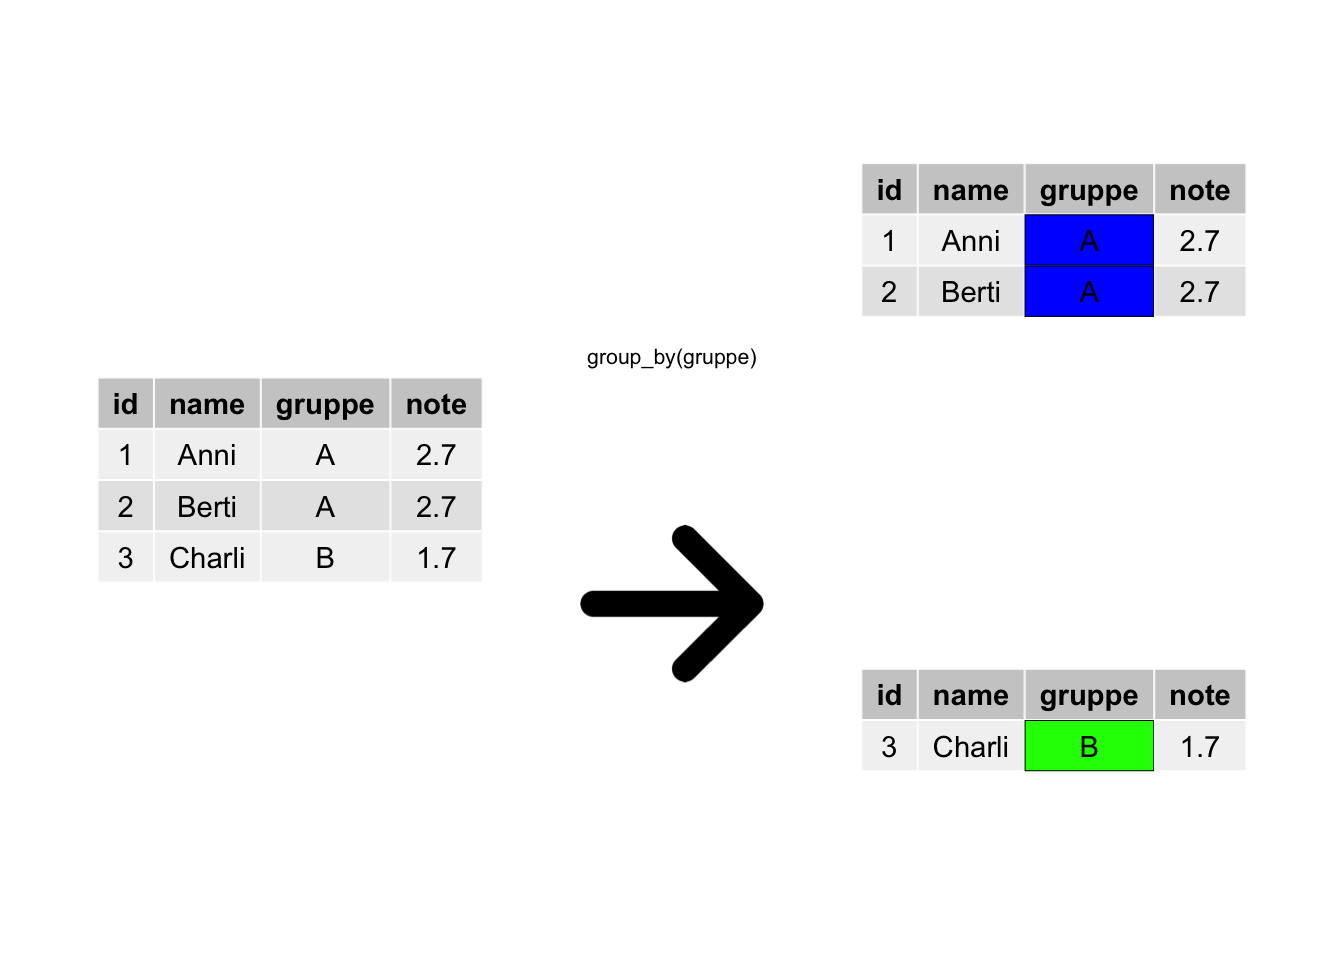 id name gruppe note
1 Anni A 2.7
2 Berti A 2.7
3 Charli B 1.7
group_by(gruppe)
id name gruppe note
1 Anni A 2.7
2 Berti A 2.7
id name gruppe note
3 Charli B 1.7